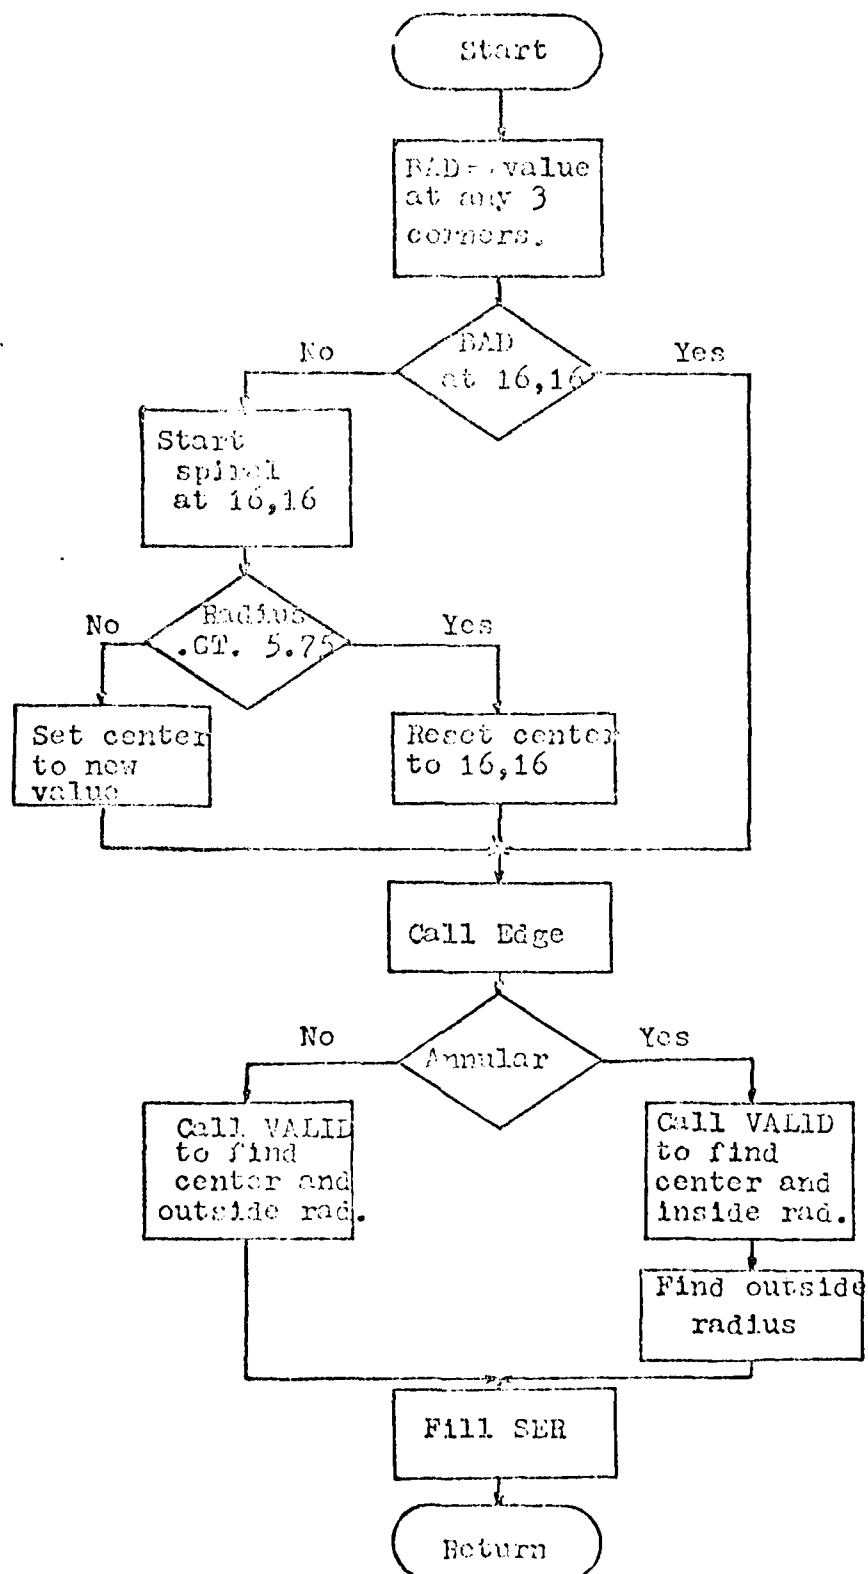 Start
BAD= value
at any 3
corners.
BAD
at 16,16
No
Yes
Start
spiral
at 16,16
Radius
.GT. 5.75
No
Yes
Set center
to new
value
Reset center
to 16,16
Call Edge
Annular
No
Yes
Call VALID
to find
center and
outside rad.
Call VALID
to find
center and
inside rad.
Find outside
radius
Fill SER
Return